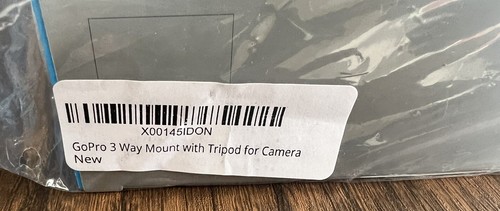 X00145IDON
GoPro 3 Way Mount with Tripod for Camera
New